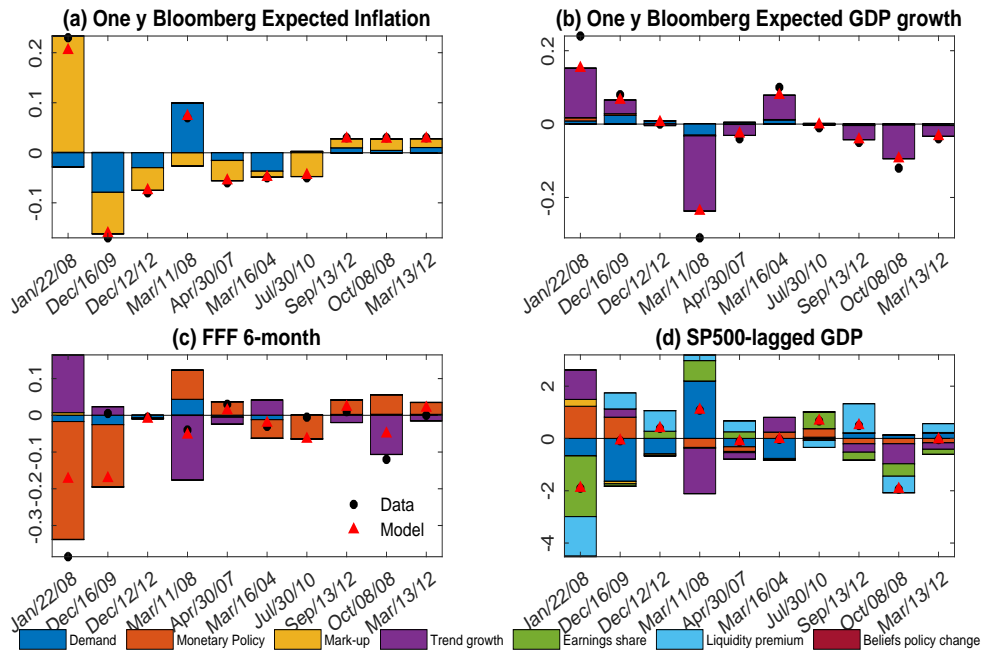 (a) One y Bloomberg Expected Inflation
0.2
0.1
0
-0.1
Jan/22/08
Dec/16/09
Dec/12/12
Mar/11/08
Apr/30/07
Mar/16/04
Jul/30/10
Sep/13/12
Oct/08/08
Mar/13/12
(b) One y Bloomberg Expected GDP growth
0.2
0
-0.2
Jan/22/08
Dec/16/09
Dec/12/12
Mar/11/08
Apr/30/07
Mar/16/04
Jul/30/10
Sep/13/12
Oct/08/08
Mar/13/12
(c) FFF 6-month
0.1
0
-0.1
-0.2
-0.3
Data
Model
Jan/22/08
Dec/16/09
Dec/12/12
Mar/11/08
Apr/30/07
Mar/16/04
Jul/30/10
Sep/13/12
Oct/08/08
Mar/13/12
(d) SP500-lagged GDP
2
0
-2
-4
Jan/22/08
Dec/16/09
Dec/12/12
Mar/11/08
Apr/30/07
Mar/16/04
Jul/30/10
Sep/13/12
Oct/08/08
Mar/13/12
Demand Monetary Policy Mark-up Trend growth Earnings share Liquidity premium Beliefs policy change